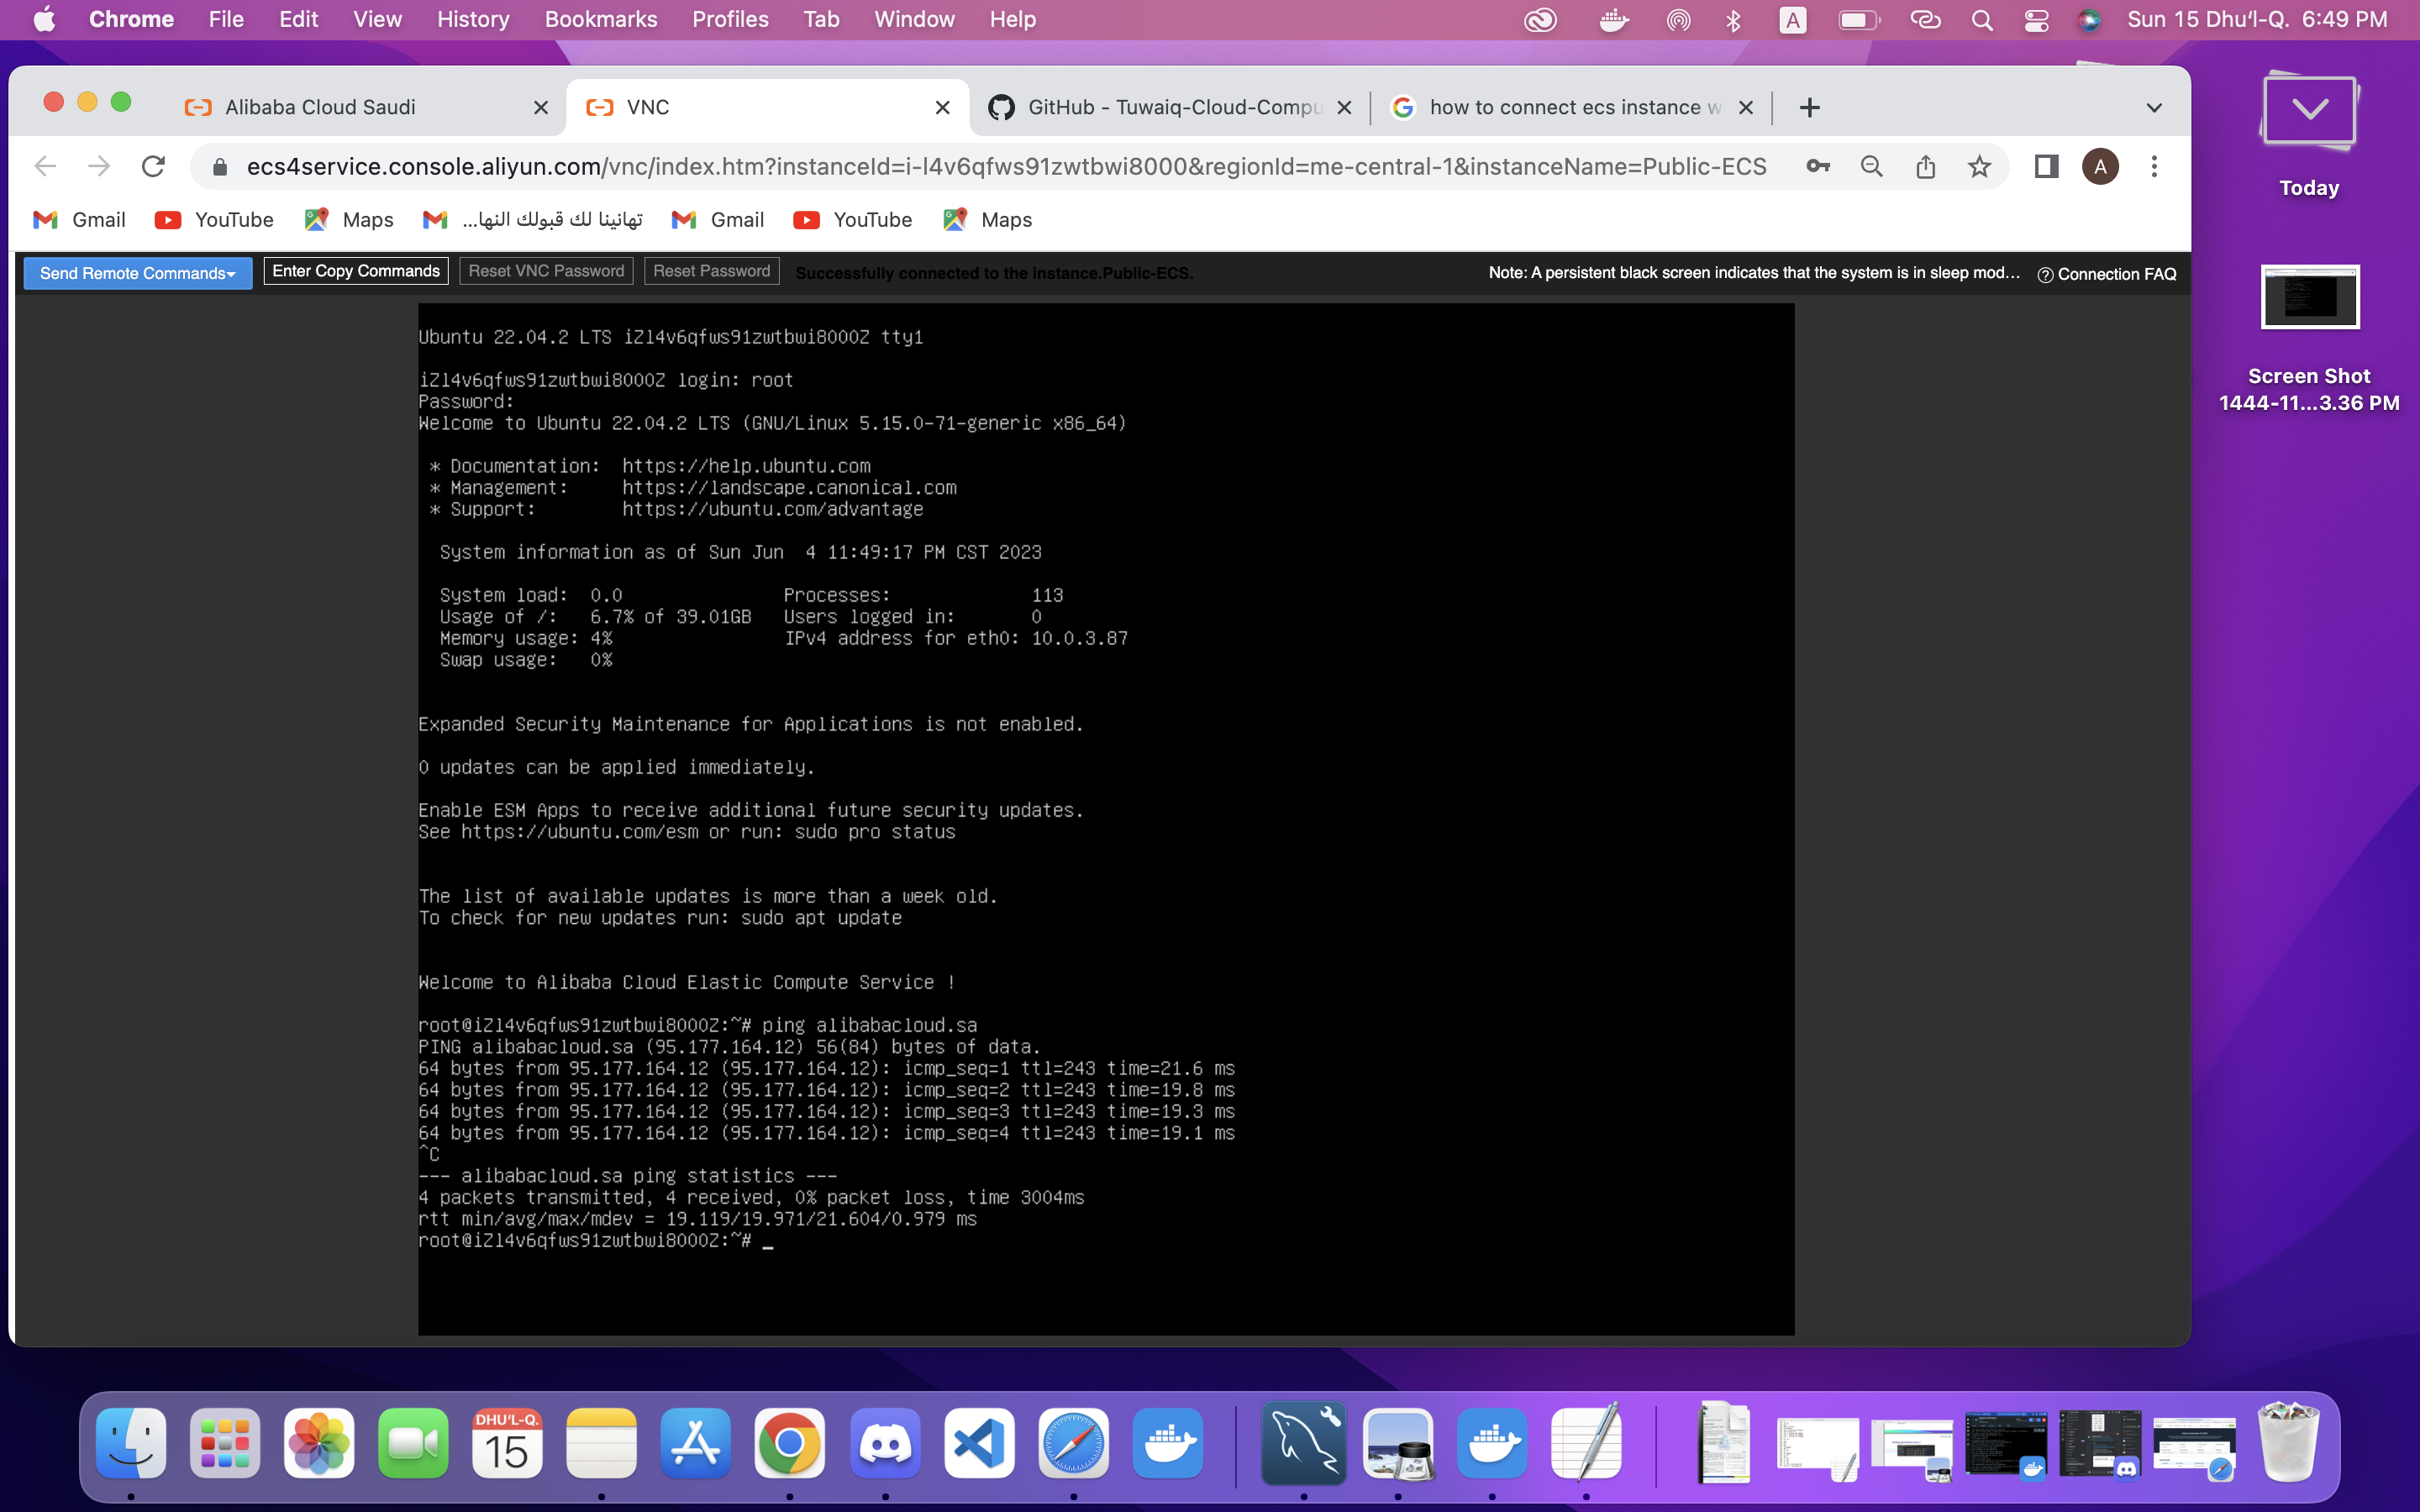 Chrome File Edit View History Bookmarks Profiles Tab Window Help A Sun 15 Dhuʻl-Q. 6:49 PM
Alibaba Cloud Saudi VNC GitHub - Tuwaiq-Cloud-Compu how to connect ecs instance w
ecs4service.console.aliyun.com/vnc/index.htm?instanceId=i-l4v6qfws91zwtbwi8000&regionId=me-central-1&instanceName=Public-ECS A
Gmail YouTube Maps تهانينا لك قبولك النها... Gmail YouTube Maps
Send Remote Commands Enter Copy Commands Reset VNC Password Reset Password Successfully connected to the instance.Public-ECS. Note: A persistent black screen indicates that the system is in sleep mod... ? Connection FAQ
Today
Screen Shot
1444-11...3.36 PM
Ubuntu 22.04.2 LTS iZl4v6qfws91zwtbwi8000Z tty1
iZl4v6qfws91zwtbwi8000Z login: root
Password:
Welcome to Ubuntu 22.04.2 LTS (GNU/Linux 5.15.0-71-generic x86_64)
* Documentation: https://help.ubuntu.com
* Management: https://landscape.canonical.com
* Support: https://ubuntu.com/advantage
System information as of Sun Jun 4 11:49:17 PM CST 2023
System load: 0.0 Processes: 113
Usage of /: 6.7% of 39.01GB Users logged in: 0
Memory usage: 4% IPv4 address for eth0: 10.0.3.87
Swap usage: 0%
Expanded Security Maintenance for Applications is not enabled.
0 updates can be applied immediately.
Enable ESM Apps to receive additional future security updates.
See https://ubuntu.com/esm or run: sudo pro status
The list of available updates is more than a week old.
To check for new updates run: sudo apt update
Welcome to Alibaba Cloud Elastic Compute Service !
root@iZl4v6qfws91zwtbwi8000Z:~# ping alibabacloud.sa
PING alibabacloud.sa (95.177.164.12) 56(84) bytes of data.
64 bytes from 95.177.164.12 (95.177.164.12): icmp_seq=1 ttl=243 time=21.6 ms
64 bytes from 95.177.164.12 (95.177.164.12): icmp_seq=2 ttl=243 time=19.8 ms
64 bytes from 95.177.164.12 (95.177.164.12): icmp_seq=3 ttl=243 time=19.3 ms
64 bytes from 95.177.164.12 (95.177.164.12): icmp_seq=4 ttl=243 time=19.1 ms
^C
--- alibabacloud.sa ping statistics ---
4 packets transmitted, 4 received, 0% packet loss, time 3004ms
rtt min/avg/max/mdev = 19.119/19.971/21.604/0.979 ms
root@iZl4v6qfws91zwtbwi8000Z:~# _
DHUʻL-Q.
15